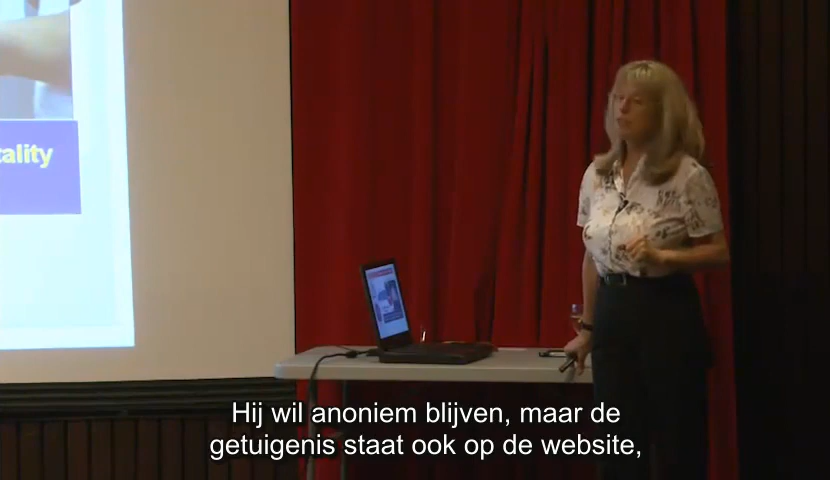 tality
Hij wil anoniem blijven, maar de
getuigenis staat ook op de website,